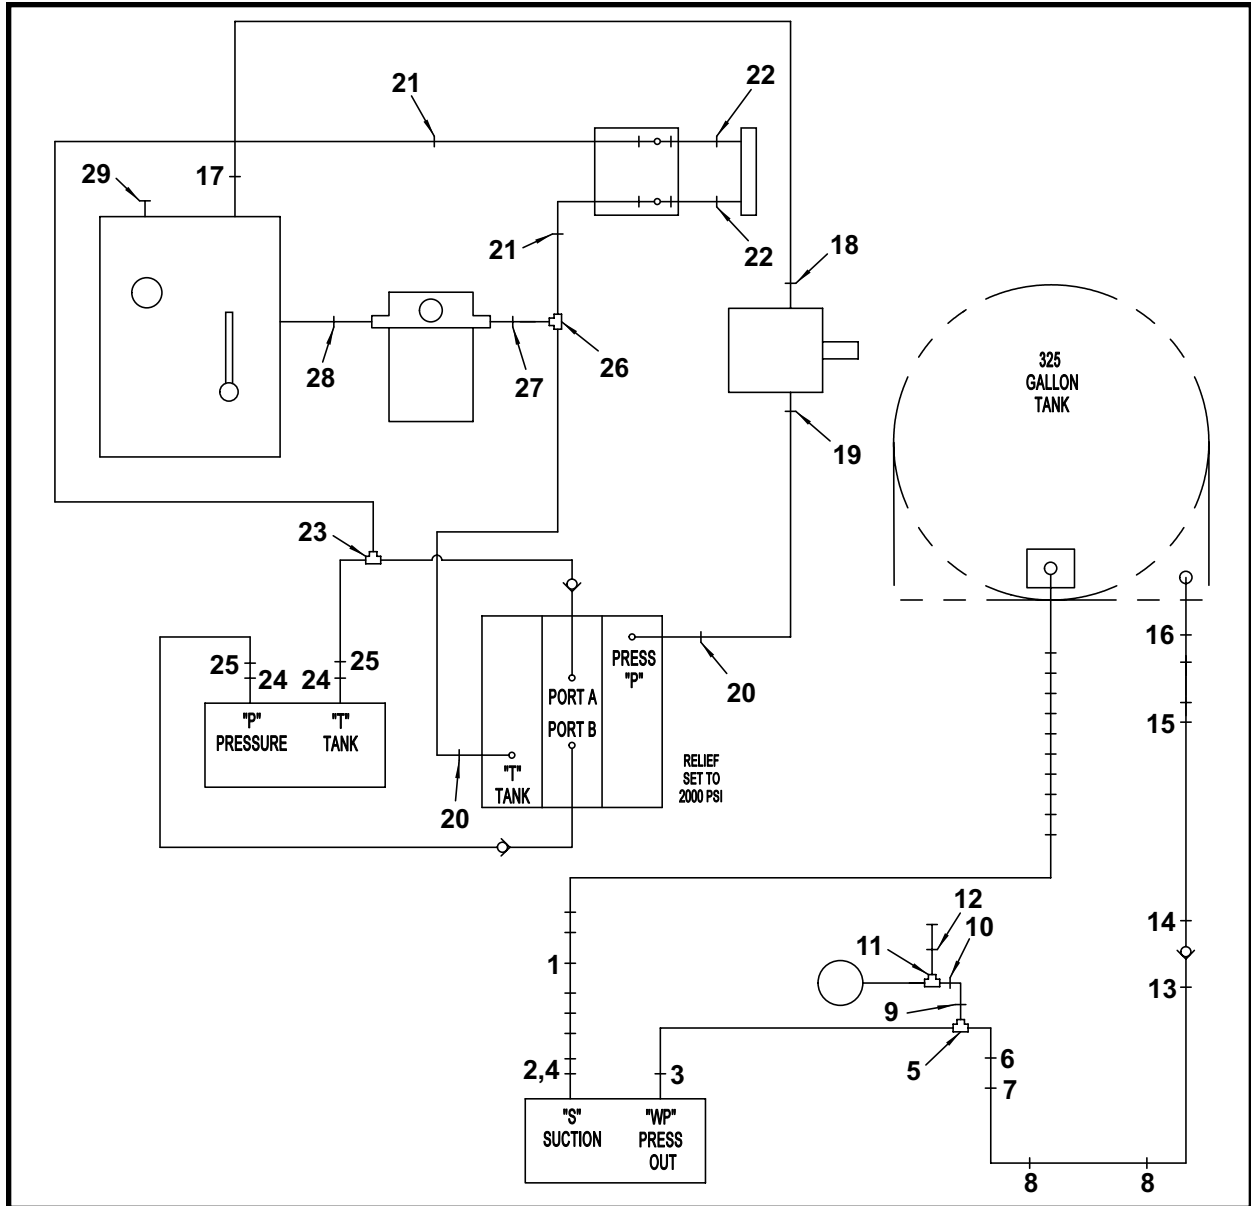 21
22
29
17
21
22
18
28
27
26
325
GALLON
TANK
19
23
25
25
24
24
"P"
PRESSURE
"T"
TANK
PRESS
"P"
20
PORT A
PORT B
"T"
TANK
20
RELIEF
SET TO
2000 PSI
16
15
14
13
12
10
11
9
1
5
6
7
2,4
3
"S"
SUCTION
"WP"
PRESS
OUT
8
8